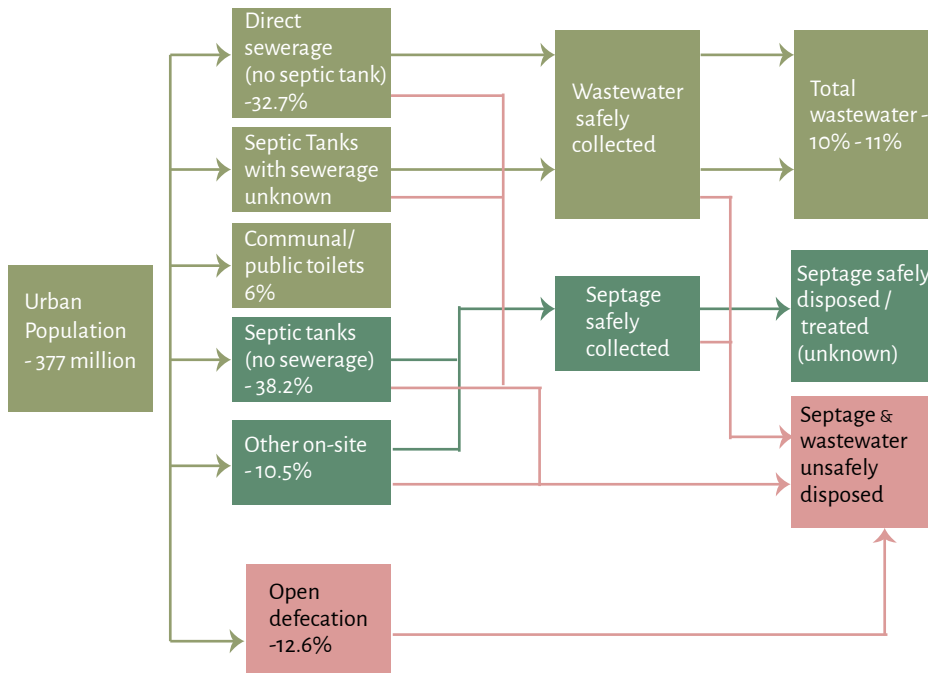 Urban
Population
- 377 million
Direct
sewerage
(no septic tank)
-32.7%
Septic Tanks
with sewerage
unknown
Communal/
public toilets
6%
Septic tanks
(no sewerage)
- 38.2%
Other on-site
- 10.5%
Open
defecation
-12.6%
Wastewater
safely
collected
Septage
safely
collected
Total
wastewater -
10% - 11%
Septage safely
disposed /
treated
(unknown)
Septage &
wastewater
unsafely
disposed